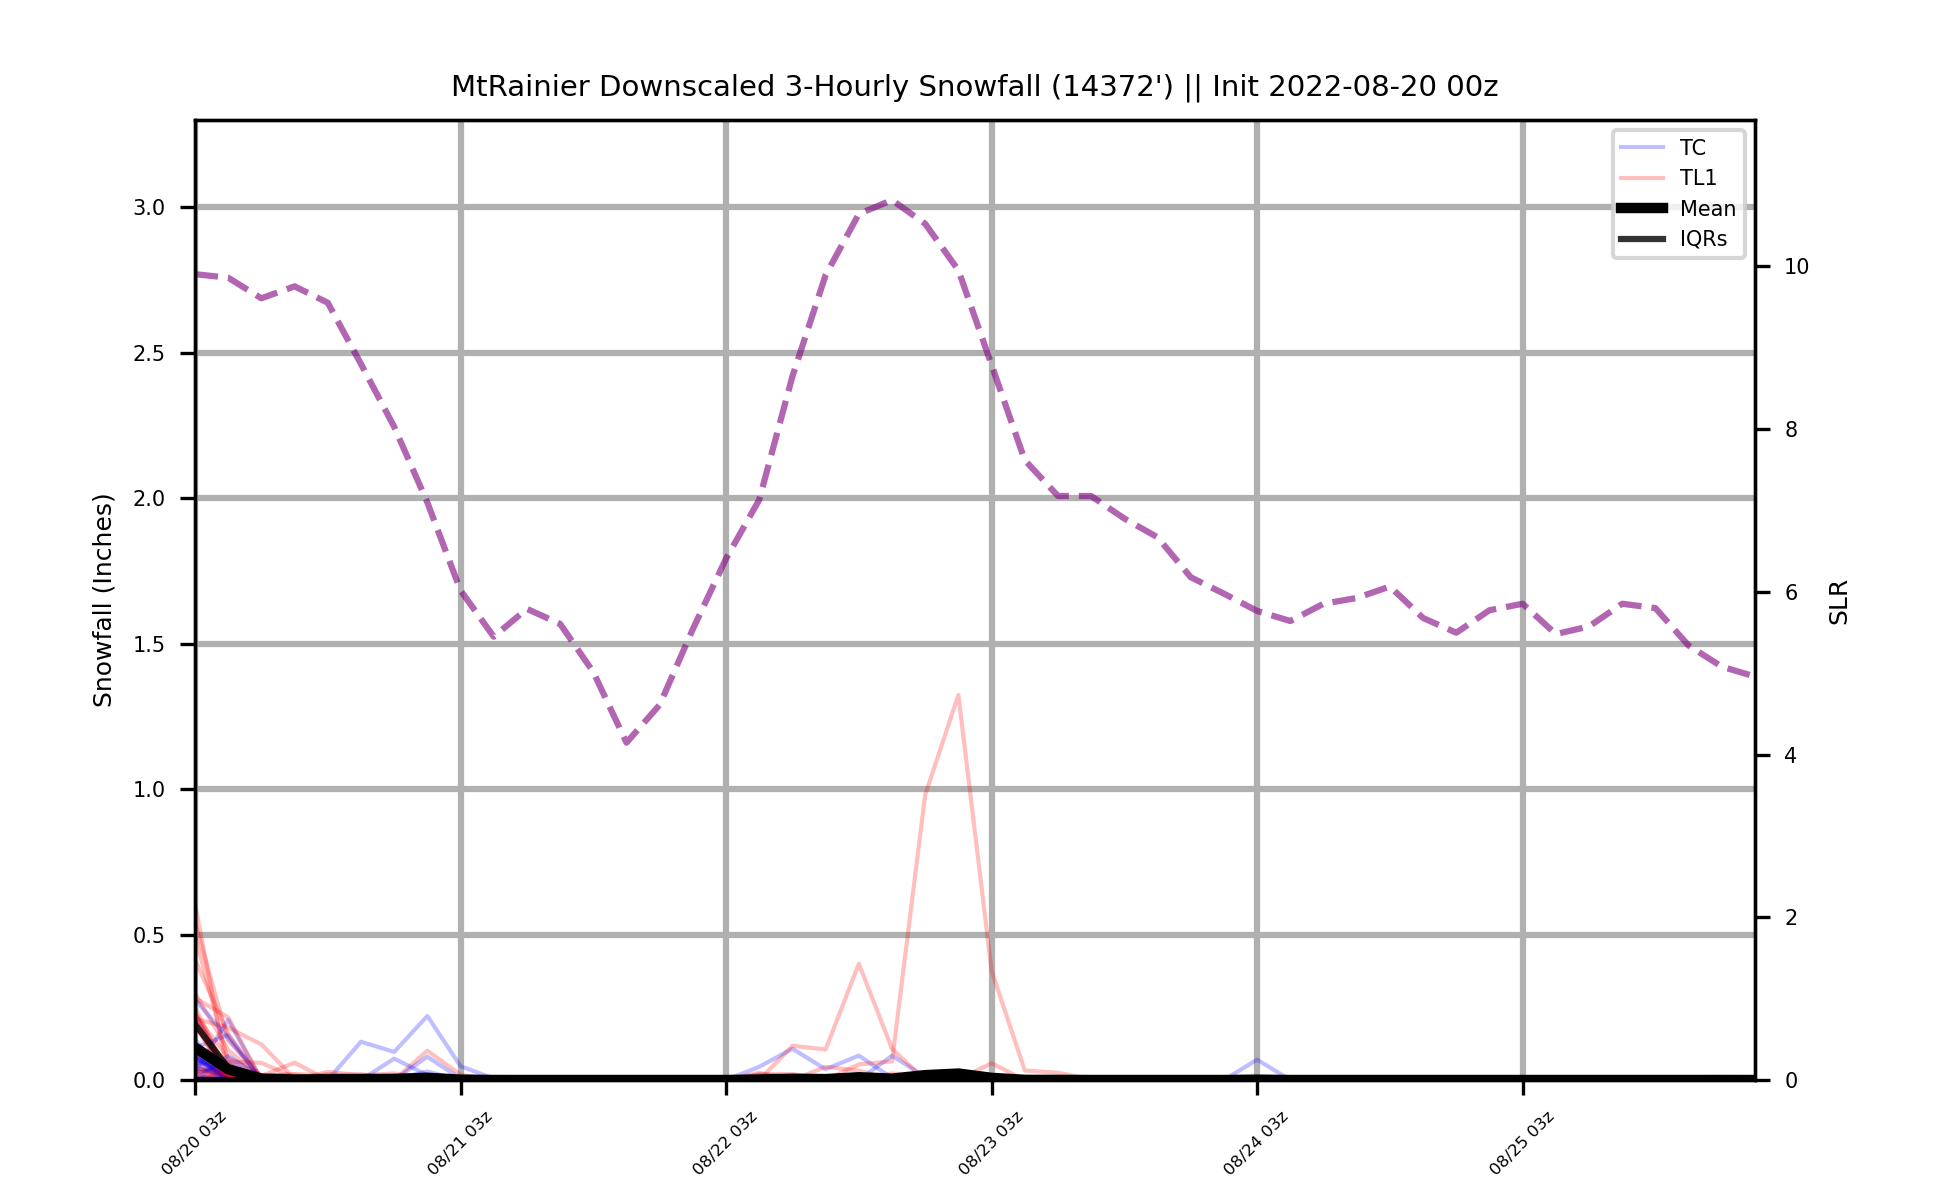 MtRainier Downscaled 3-Hourly Snowfall (14372') || Init 2022-08-20 00z
TC
TL1
Mean
IQRs
3.0
2.5
2.0
1.5
1.0
0.5
0.0
Snowfall (Inches)
10
8
6
4
2
0
SLR
08/20 03z
08/21 03z
08/22 03z
08/23 03z
08/24 03z
08/25 03z